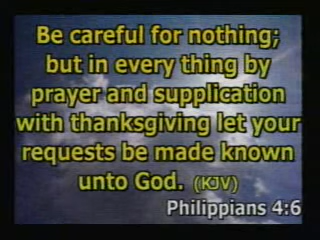 Be careful for nothing;
but in every thing by
prayer and supplication
with thanksgiving let your
requests be made known
unto God. (KJV)
Philippians 4:6